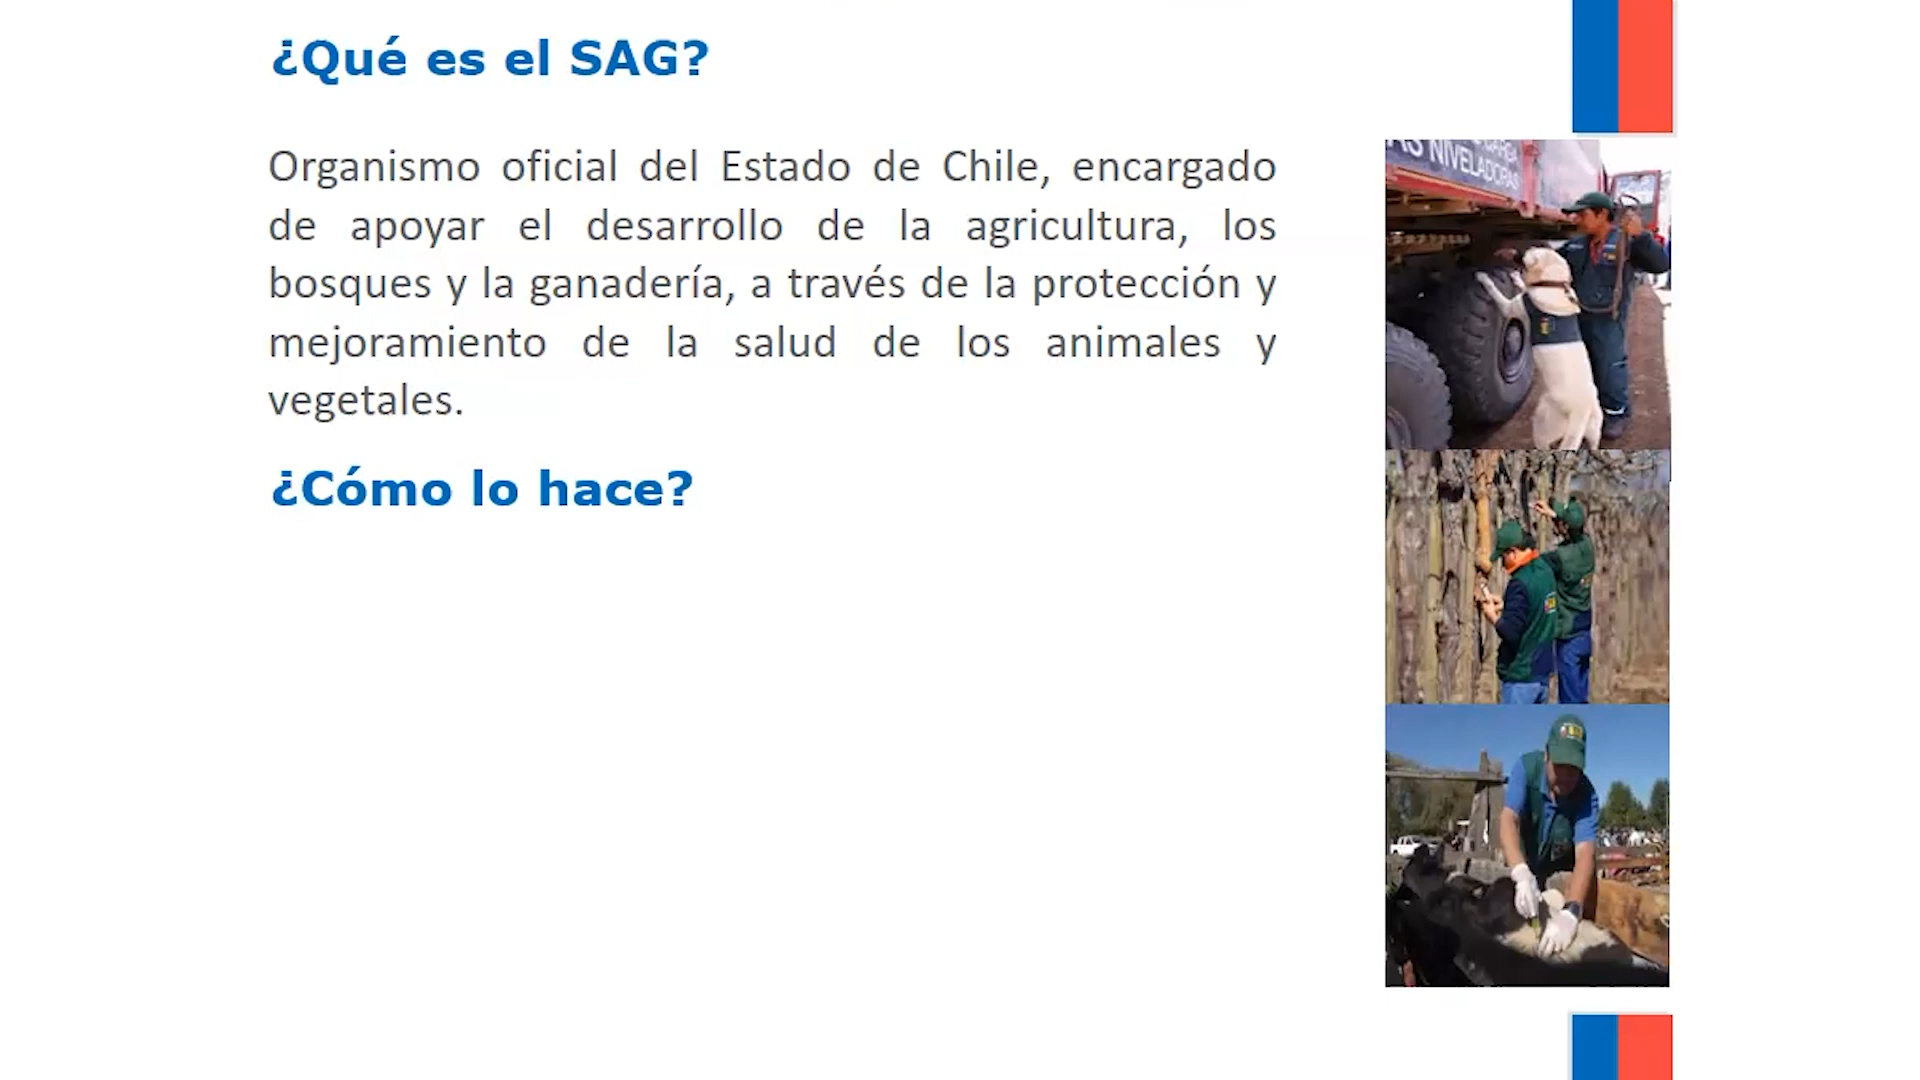 ¿Qué es el SAG?
Organismo oficial del Estado de Chile, encargado
de apoyar el desarrollo de la agricultura, los
bosques y la ganadería, a través de la protección y
mejoramiento de la salud de los animales y
vegetales.
¿Cómo lo hace?
NIVELADORAS